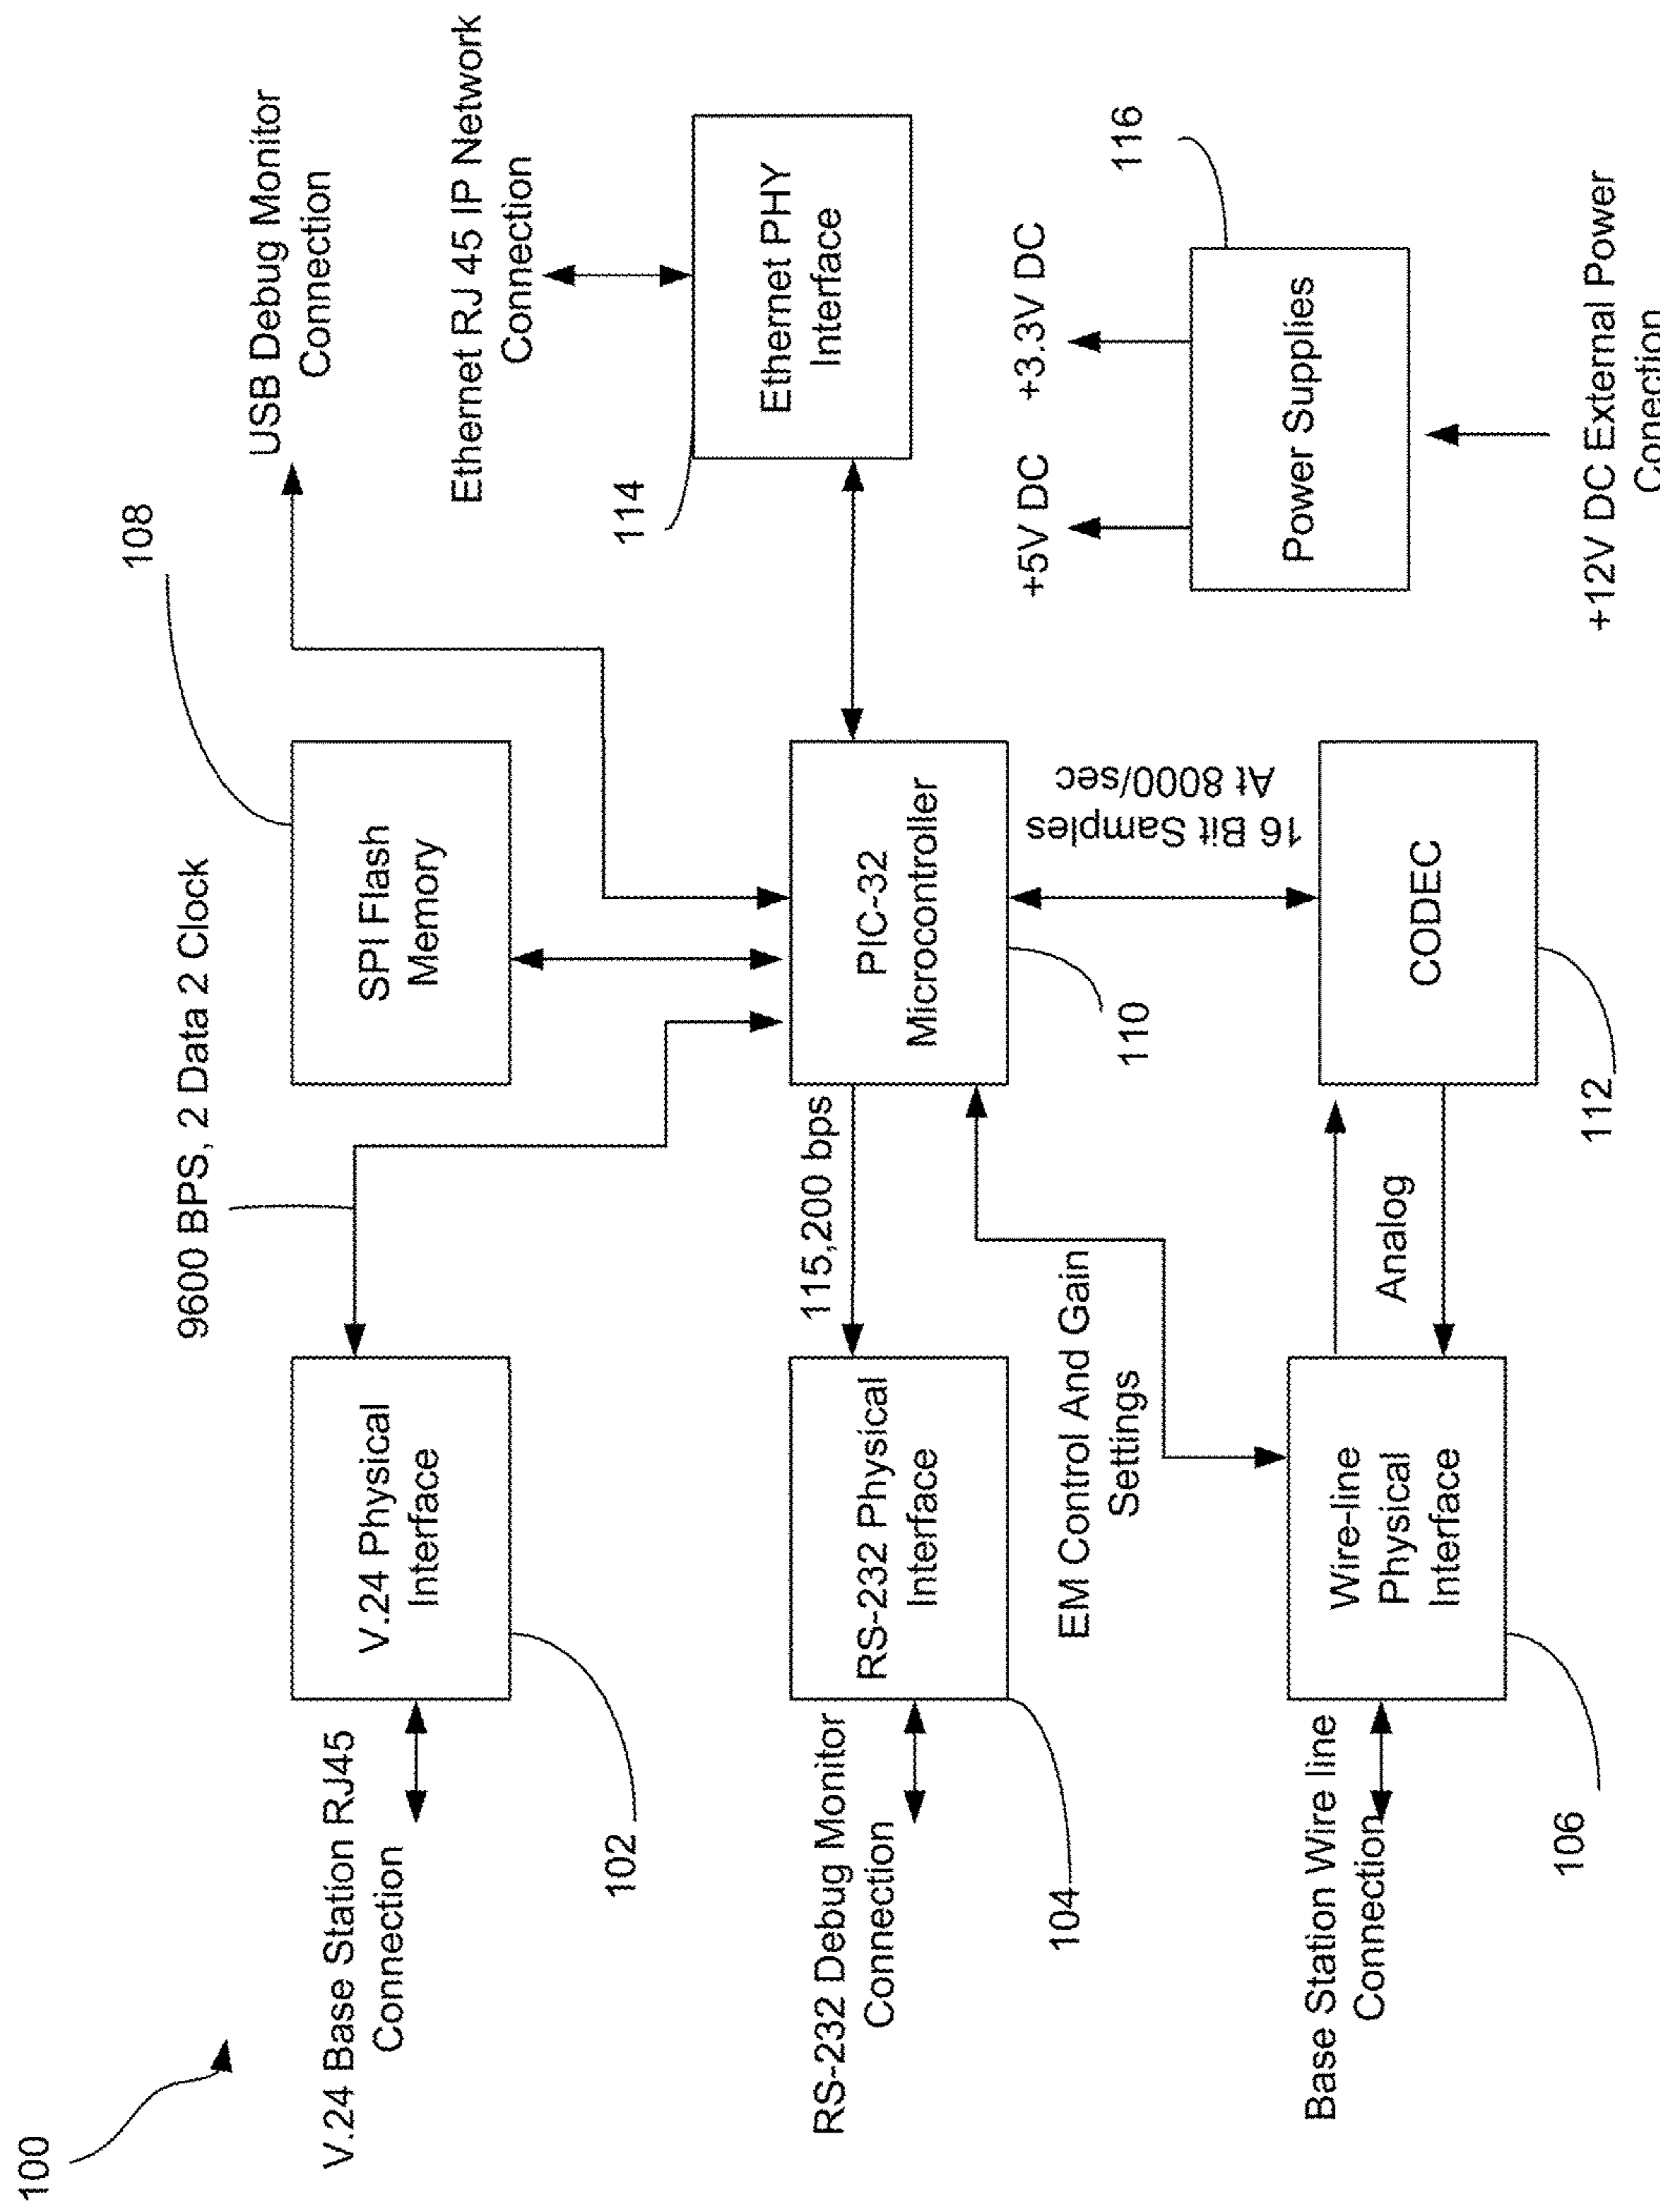 100
V.24 Base Station RJ45
Connection
102
V.24 Physical
Interface
9600 BPS, 2 Data 2 Clock
SPI Flash
Memory
108
USB Debug Monitor
Connection
Ethernet RJ 45 IP Network
Connection
RS-232 Debug Monitor
Connection
104
RS-232 Physical
Interface
115,200 bps
PIC-32
Microcontroller
110
114
Ethernet PHY
Interface
EM Control And Gain
Settings
16 Bit Samples
At 8000/sec
Base Station Wire line
Connection
106
Wire-line
Physical
Interface
Analog
CODEC
112
+5V DC
+3.3V DC
116
Power Supplies
+12V DC External Power
Conection